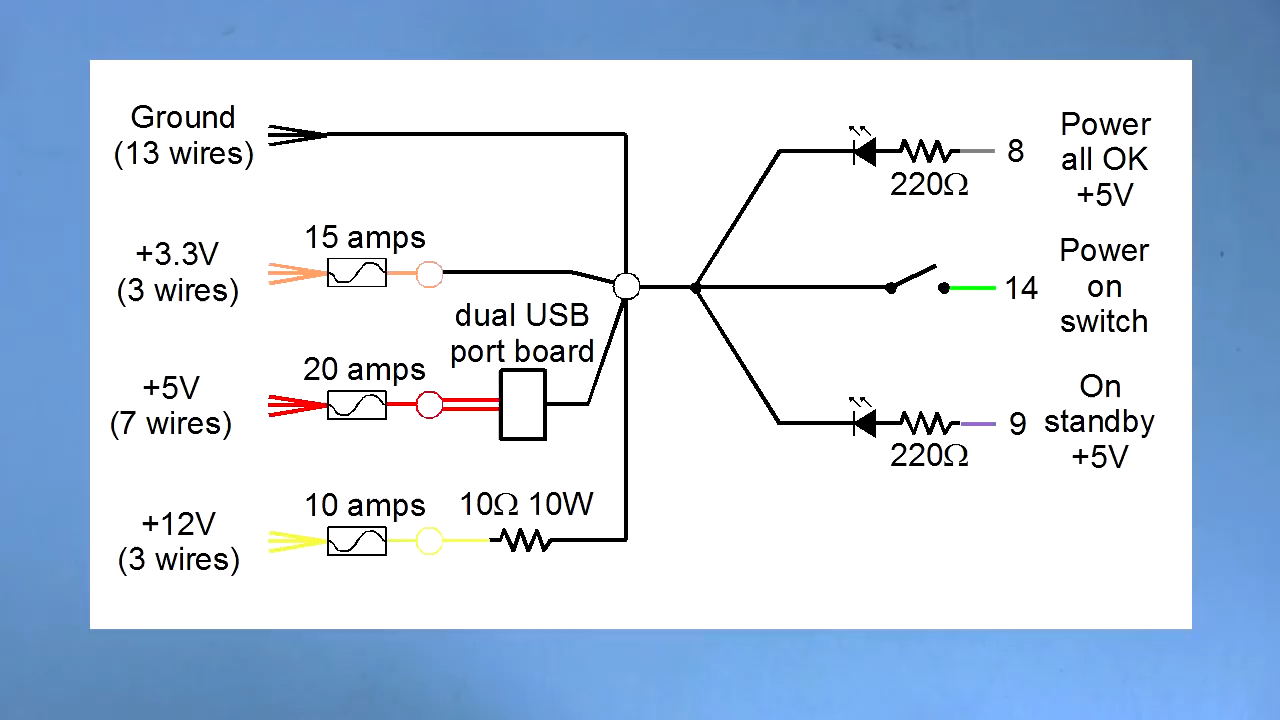 Ground
(13 wires)
+3.3V
(3 wires)
15 amps
+5V
(7 wires)
20 amps
dual USB
port board
+12V
(3 wires)
10 amps
10Ω 10W
220Ω
8
Power
all OK
+5V
14
Power
on
switch
220Ω
9
On
standby
+5V